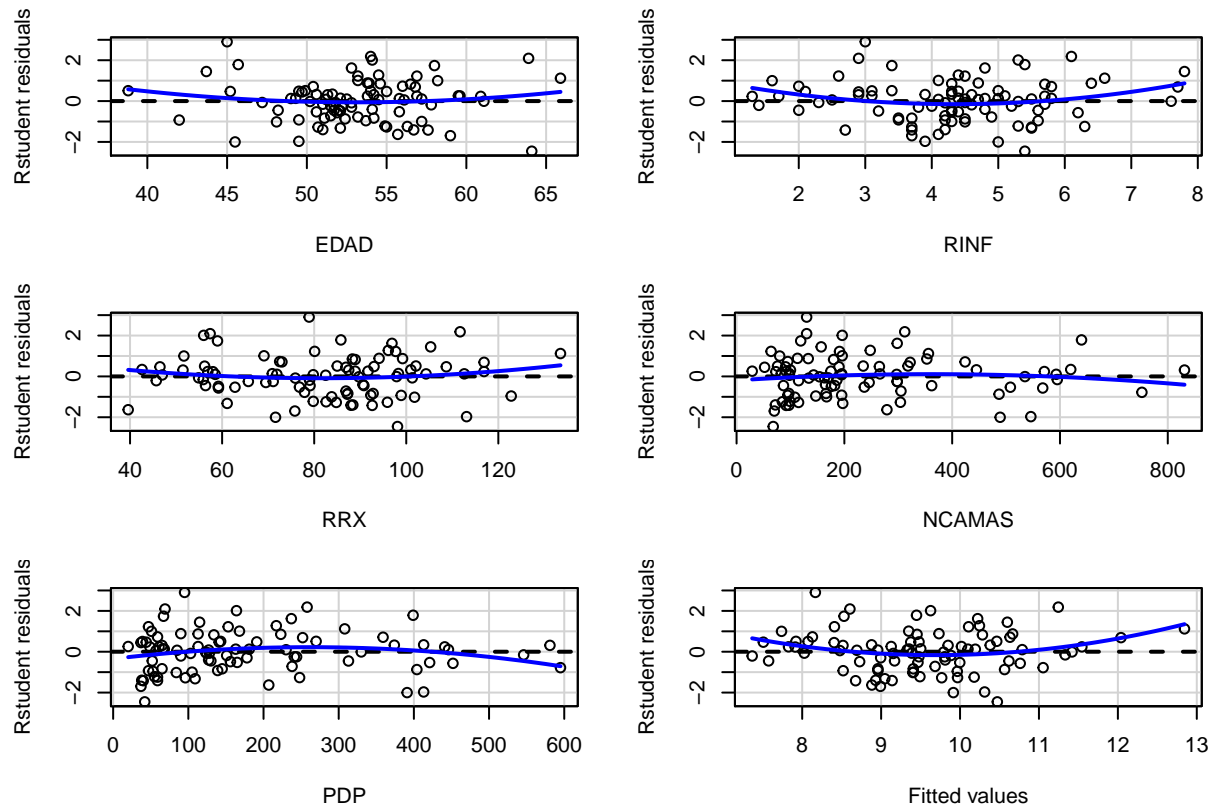 Rstudent residuals
−2 0 2
40 45 50 55 60 65
EDAD
Rstudent residuals
−2 0 2
2 3 4 5 6 7 8
RINF
Rstudent residuals
−2 0 2
40 60 80 100 120
RRX
Rstudent residuals
−2 0 2
0 200 400 600 800
NCAMAS
Rstudent residuals
−2 0 2
0 100 200 300 400 500 600
PDP
Rstudent residuals
−2 0 2
8 9 10 11 12 13
Fitted values